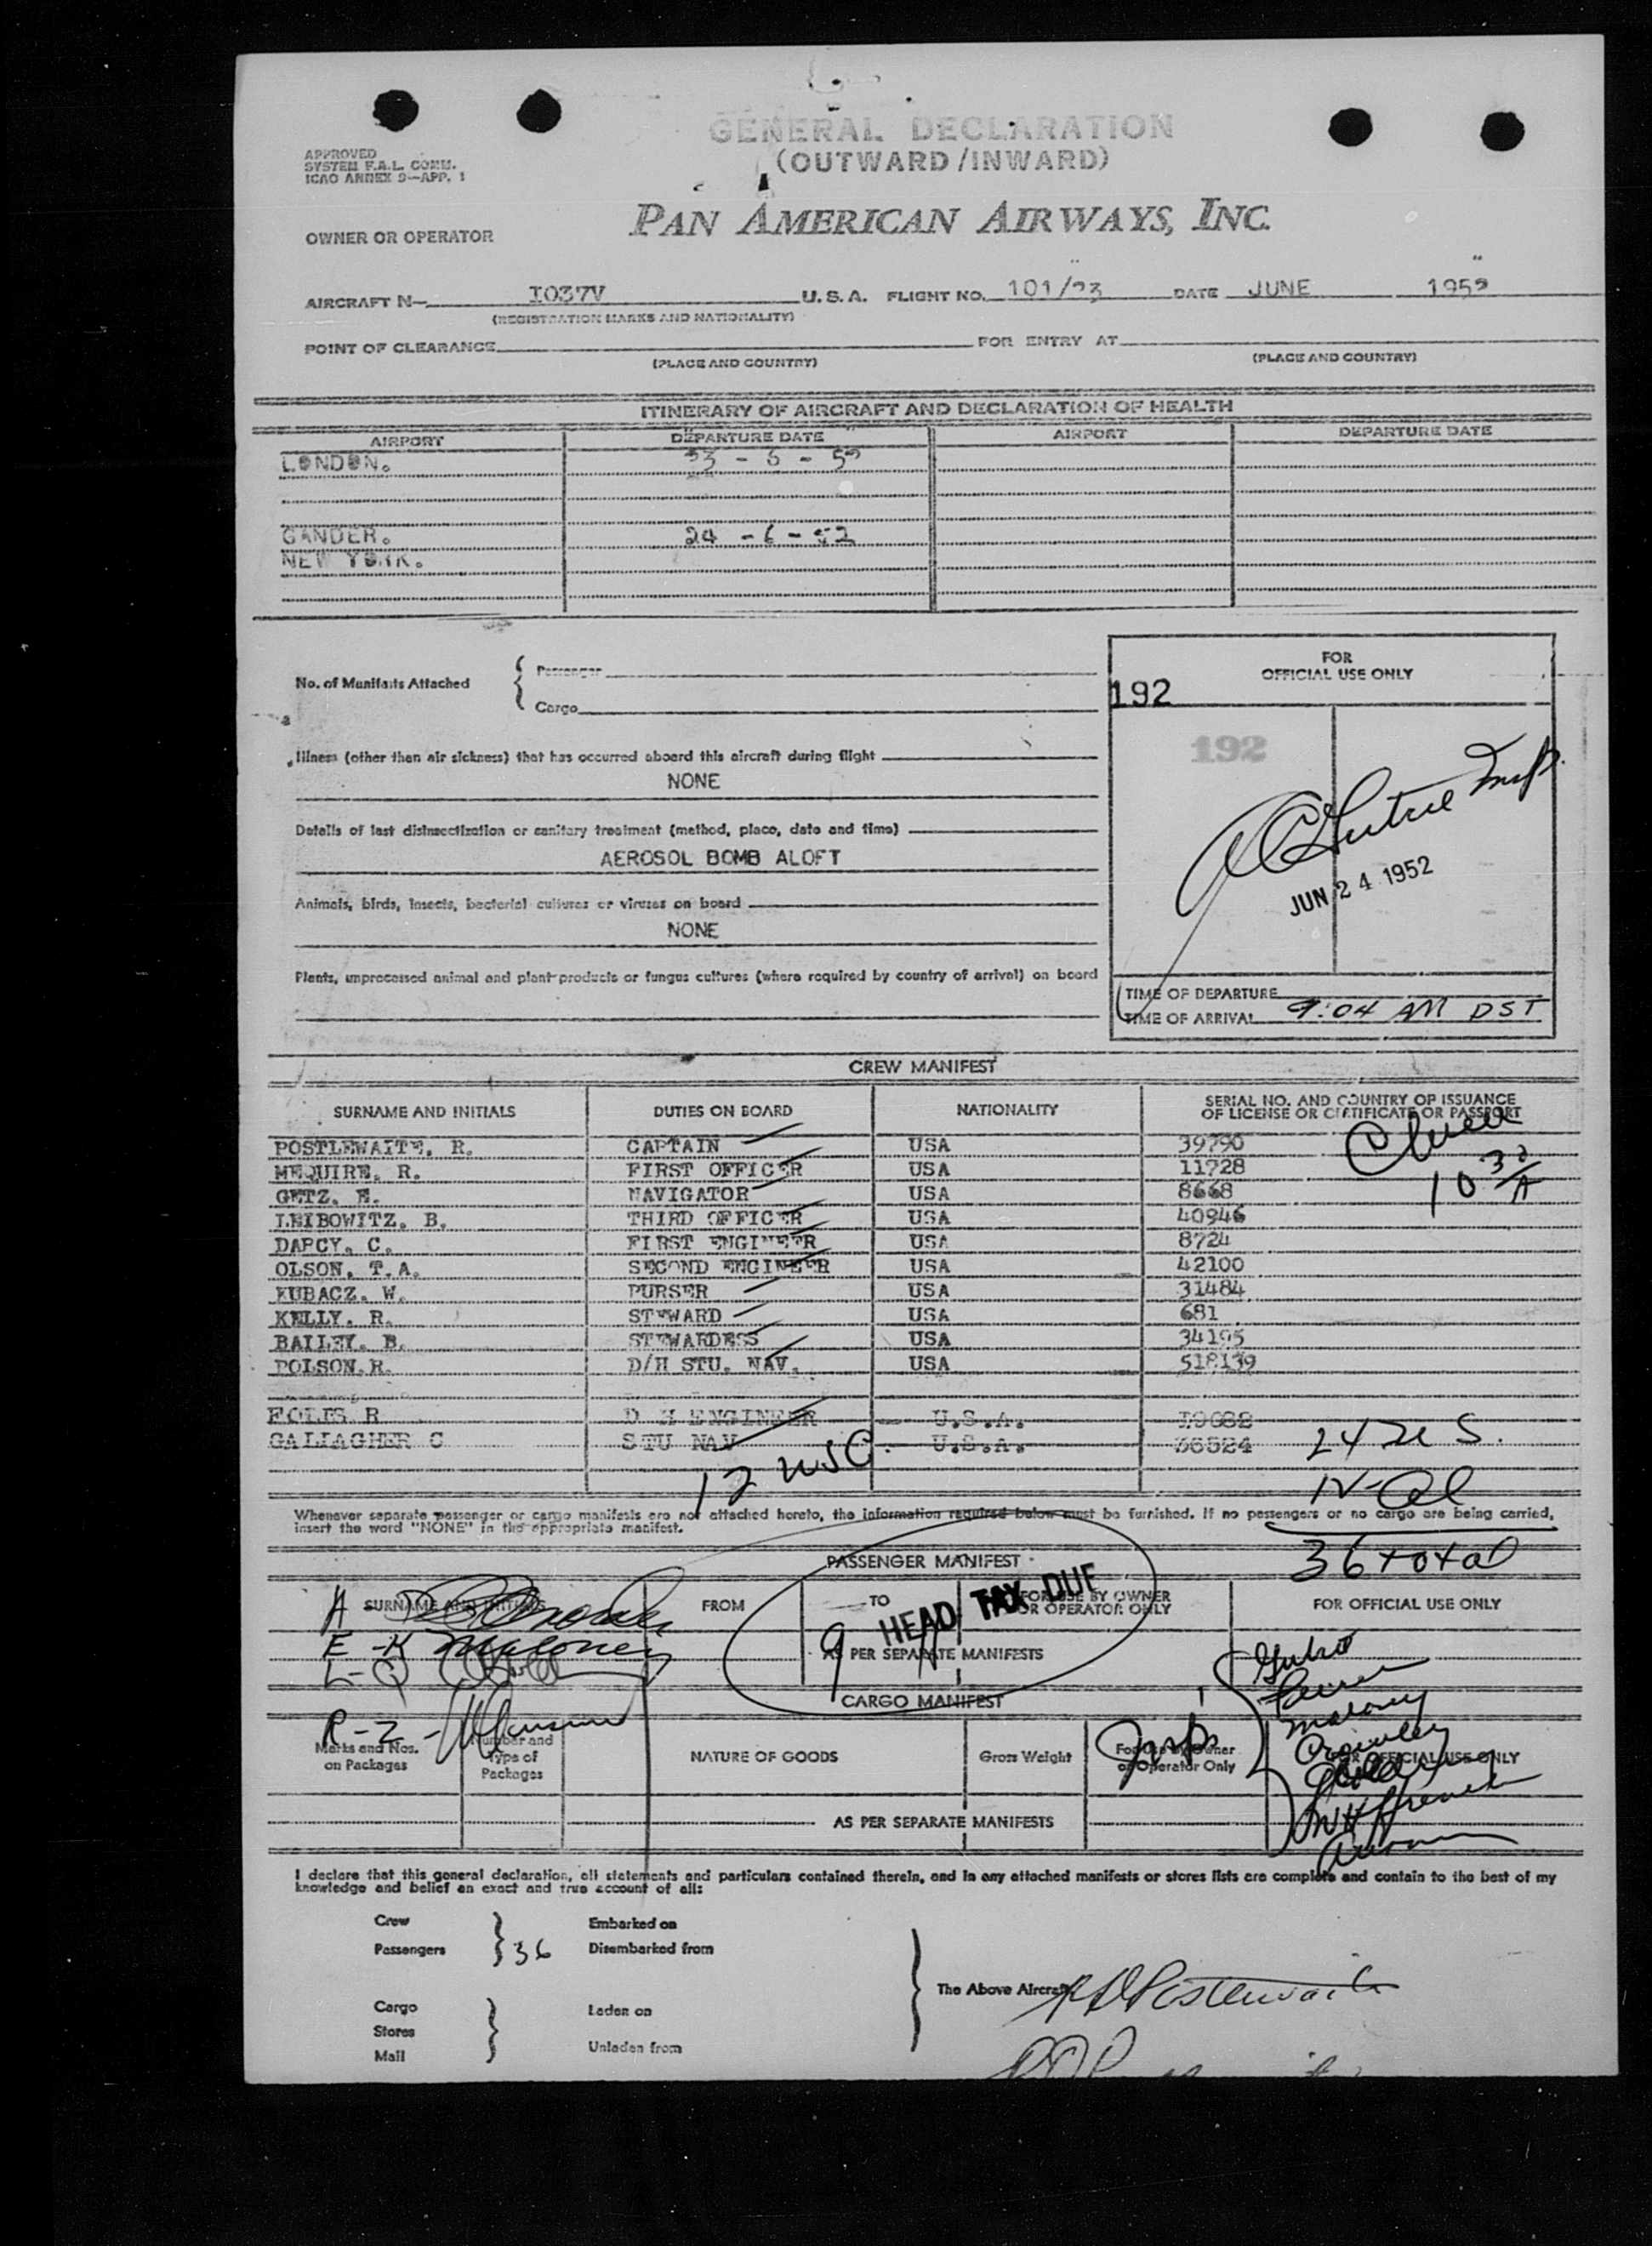 GENERAL DECLARATION
(OUTWARD/INWARD)
APPROVED
SYSTEM F.A.L. COMM.
ICAO ANNEX 9—APP. 1
OWNER OR OPERATOR
PAN AMERICAN AIRWAYS, INC.
AIRCRAFT N— I037V U. S. A. FLIGHT NO. 101/23 DATE JUNE 1952
(REGISTRATION MARKS AND NATIONALITY)
POINT OF CLEARANCE FOR ENTRY AT
(PLACE AND COUNTRY) (PLACE AND COUNTRY)
ITINERARY OF AIRCRAFT AND DECLARATION OF HEALTH
AIRPORT DEPARTURE DATE AIRPORT DEPARTURE DATE
LONDON. 23 - 6 - 52
GANDER. 24 - 6 - 52
NEW YORK.
No. of Manifests Attached
Passenger
Cargo
FOR
OFFICIAL USE ONLY
192
192
Illness (other than air sickness) that has occurred aboard this aircraft during flight
NONE
Details of last disinsectization or sanitary treatment (method, place, date and time)
AEROSOL BOMB ALOFT
JUN 24 1952
Animals, birds, insects, bacterial cultures or viruses on board
NONE
Plants, unprocessed animal and plant products or fungus cultures (where required by country of arrival) on board
TIME OF DEPARTURE
TIME OF ARRIVAL 9:04 AM DST
CREW MANIFEST
SURNAME AND INITIALS DUTIES ON BOARD NATIONALITY SERIAL NO. AND COUNTRY OF ISSUANCE
OF LICENSE OR CERTIFICATE OR PASSPORT
POSTLEWAITE, R. CAPTAIN USA 39790
MEQUIRE, R. FIRST OFFICER USA 11728
GETZ, E. NAVIGATOR USA 8668
LEIBOWITZ, B. THIRD OFFICER USA 40946
DARCY, C. FIRST ENGINEER USA 8724
OLSON, T.A. SECOND ENGINEER USA 42100
KUBACZ, W. PURSER USA 31484
KELLY, R. STEWARD USA 681
BAILEY, B. STEWARDESS USA 34195
POLSON, R. D/H STU. NAV. USA 518139
FOLIS R D H ENGINEER U.S.A. I9082
GALLAGHER C STU NAV U.S.A. 36524
12 USC.
24 U S.
12-Al
36 total
Whenever separate passenger or cargo manifests are not attached hereto, the information required below must be furnished. If no passengers or no cargo are being carried,
insert the word "NONE" in the appropriate manifest.
PASSENGER MANIFEST
SURNAME AND INITIALS FROM TO FOR USE BY OWNER
OR OPERATOR ONLY FOR OFFICIAL USE ONLY
9 HEAD TAX DUE
E-K Maloney
AS PER SEPARATE MANIFESTS
CARGO MANIFEST
R-Z
Maloney
Crowley
Marks and Nos.
on Packages
Number and
Type of
Packages
NATURE OF GOODS
Gross Weight
For Use by Owner
or Operator Only
FOR OFFICIAL USE ONLY
AS PER SEPARATE MANIFESTS
I declare that this general declaration, all statements and particulars contained therein, and in any attached manifests or stores lists are complete and contain to the best of my
knowledge and belief an exact and true account of all:
Crew Embarked on
Passengers 36 Disembarked from
The Above Aircraft R D Postlewaite
Cargo Laden on
Stores
Mail Unladen from